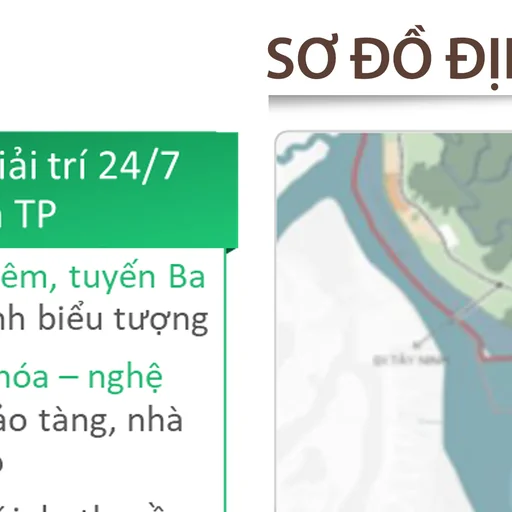 SƠ ĐỒ ĐỊ
iải trí 24/7
TP
êm, tuyến Ba
nh biểu tượng
hóa – nghệ
ảo tàng, nhà
ĐI TÂY NINH